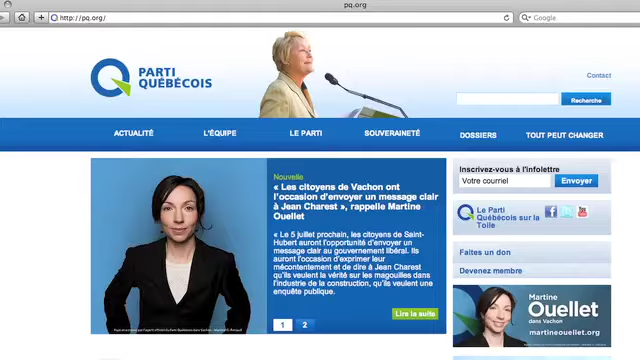 pq.org
http://pq.org/
Google
PARTI
QUÉBÉCOIS
Contact
Recherche
ACTUALITÉ
L'ÉQUIPE
LE PARTI
SOUVERAINETÉ
DOSSIERS
TOUT PEUT CHANGER
Nouvelle
« Les citoyens de Vachon ont
l'occasion d'envoyer un message clair
à Jean Charest », rappelle Martine
Ouellet
« Le 5 juillet prochain, les citoyens de Saint-
Hubert auront l'opportunité d'envoyer un
message clair au gouvernement libéral. Ils
auront l'occasion d'exprimer leur
mécontentement et de dire à Jean Charest
qu'ils veulent la vérité sur les magouilles dans
l'industrie de la construction, qu'ils veulent une
enquête publique.
Lire la suite
1 2
Inscrivez-vous à l'infolettre
Votre courriel
Envoyer
Le Parti
Québécois sur la
Toile
Faites un don
Devenez membre
Martine
Ouellet
dans Vachon
martineouellet.org